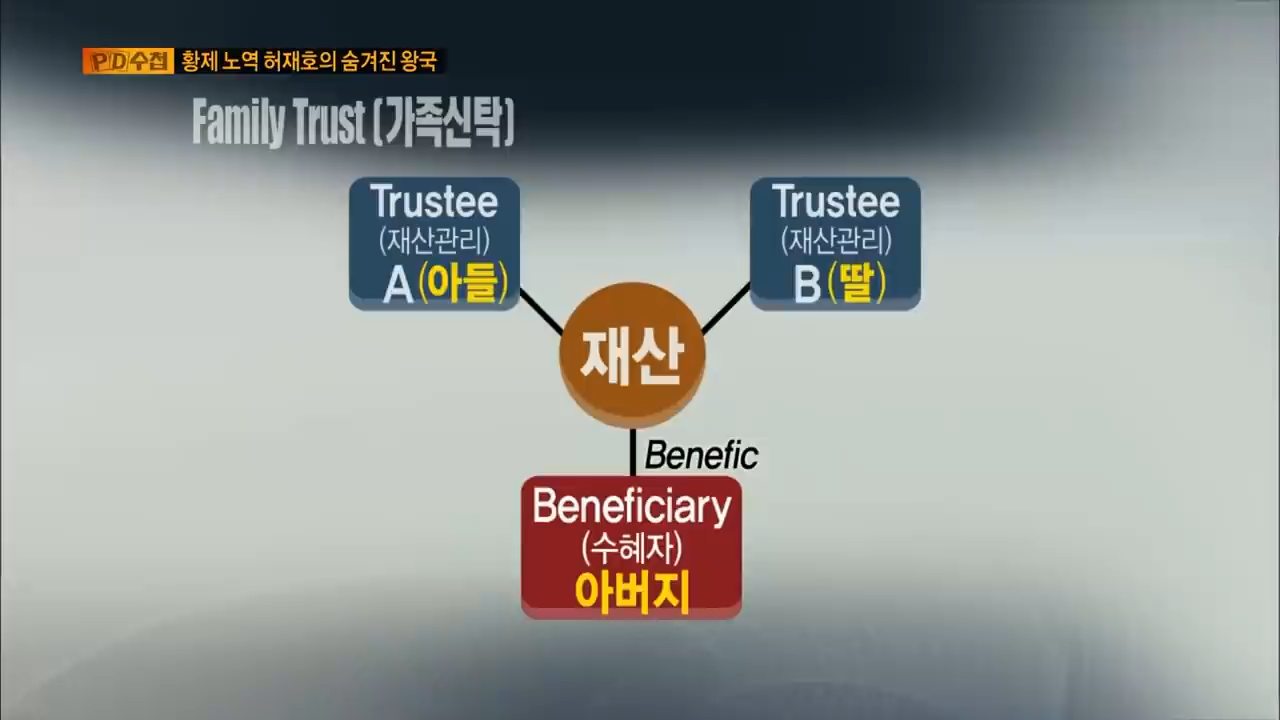 PD수첩 황제 노역 허재호의 숨겨진 왕국
Family Trust (가족신탁)
Trustee
(재산관리)
A (아들)
Trustee
(재산관리)
B (딸)
재산
Benefic
Beneficiary
(수혜자)
아버지